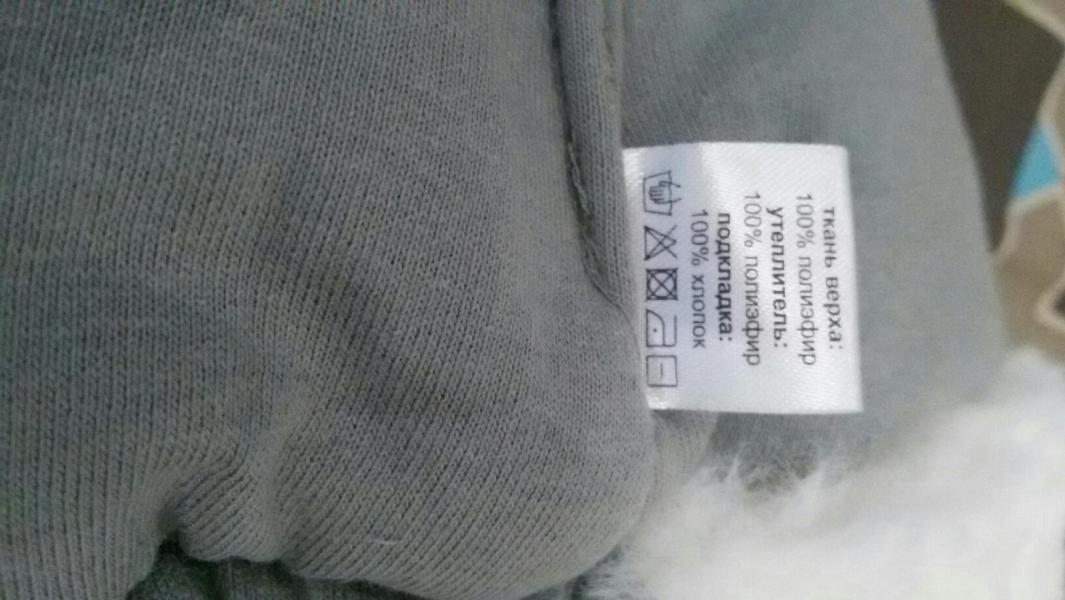 ткань верха:
100% полиэфир
утеплитель:
100% полиэфир
подкладка:
100% хлопок